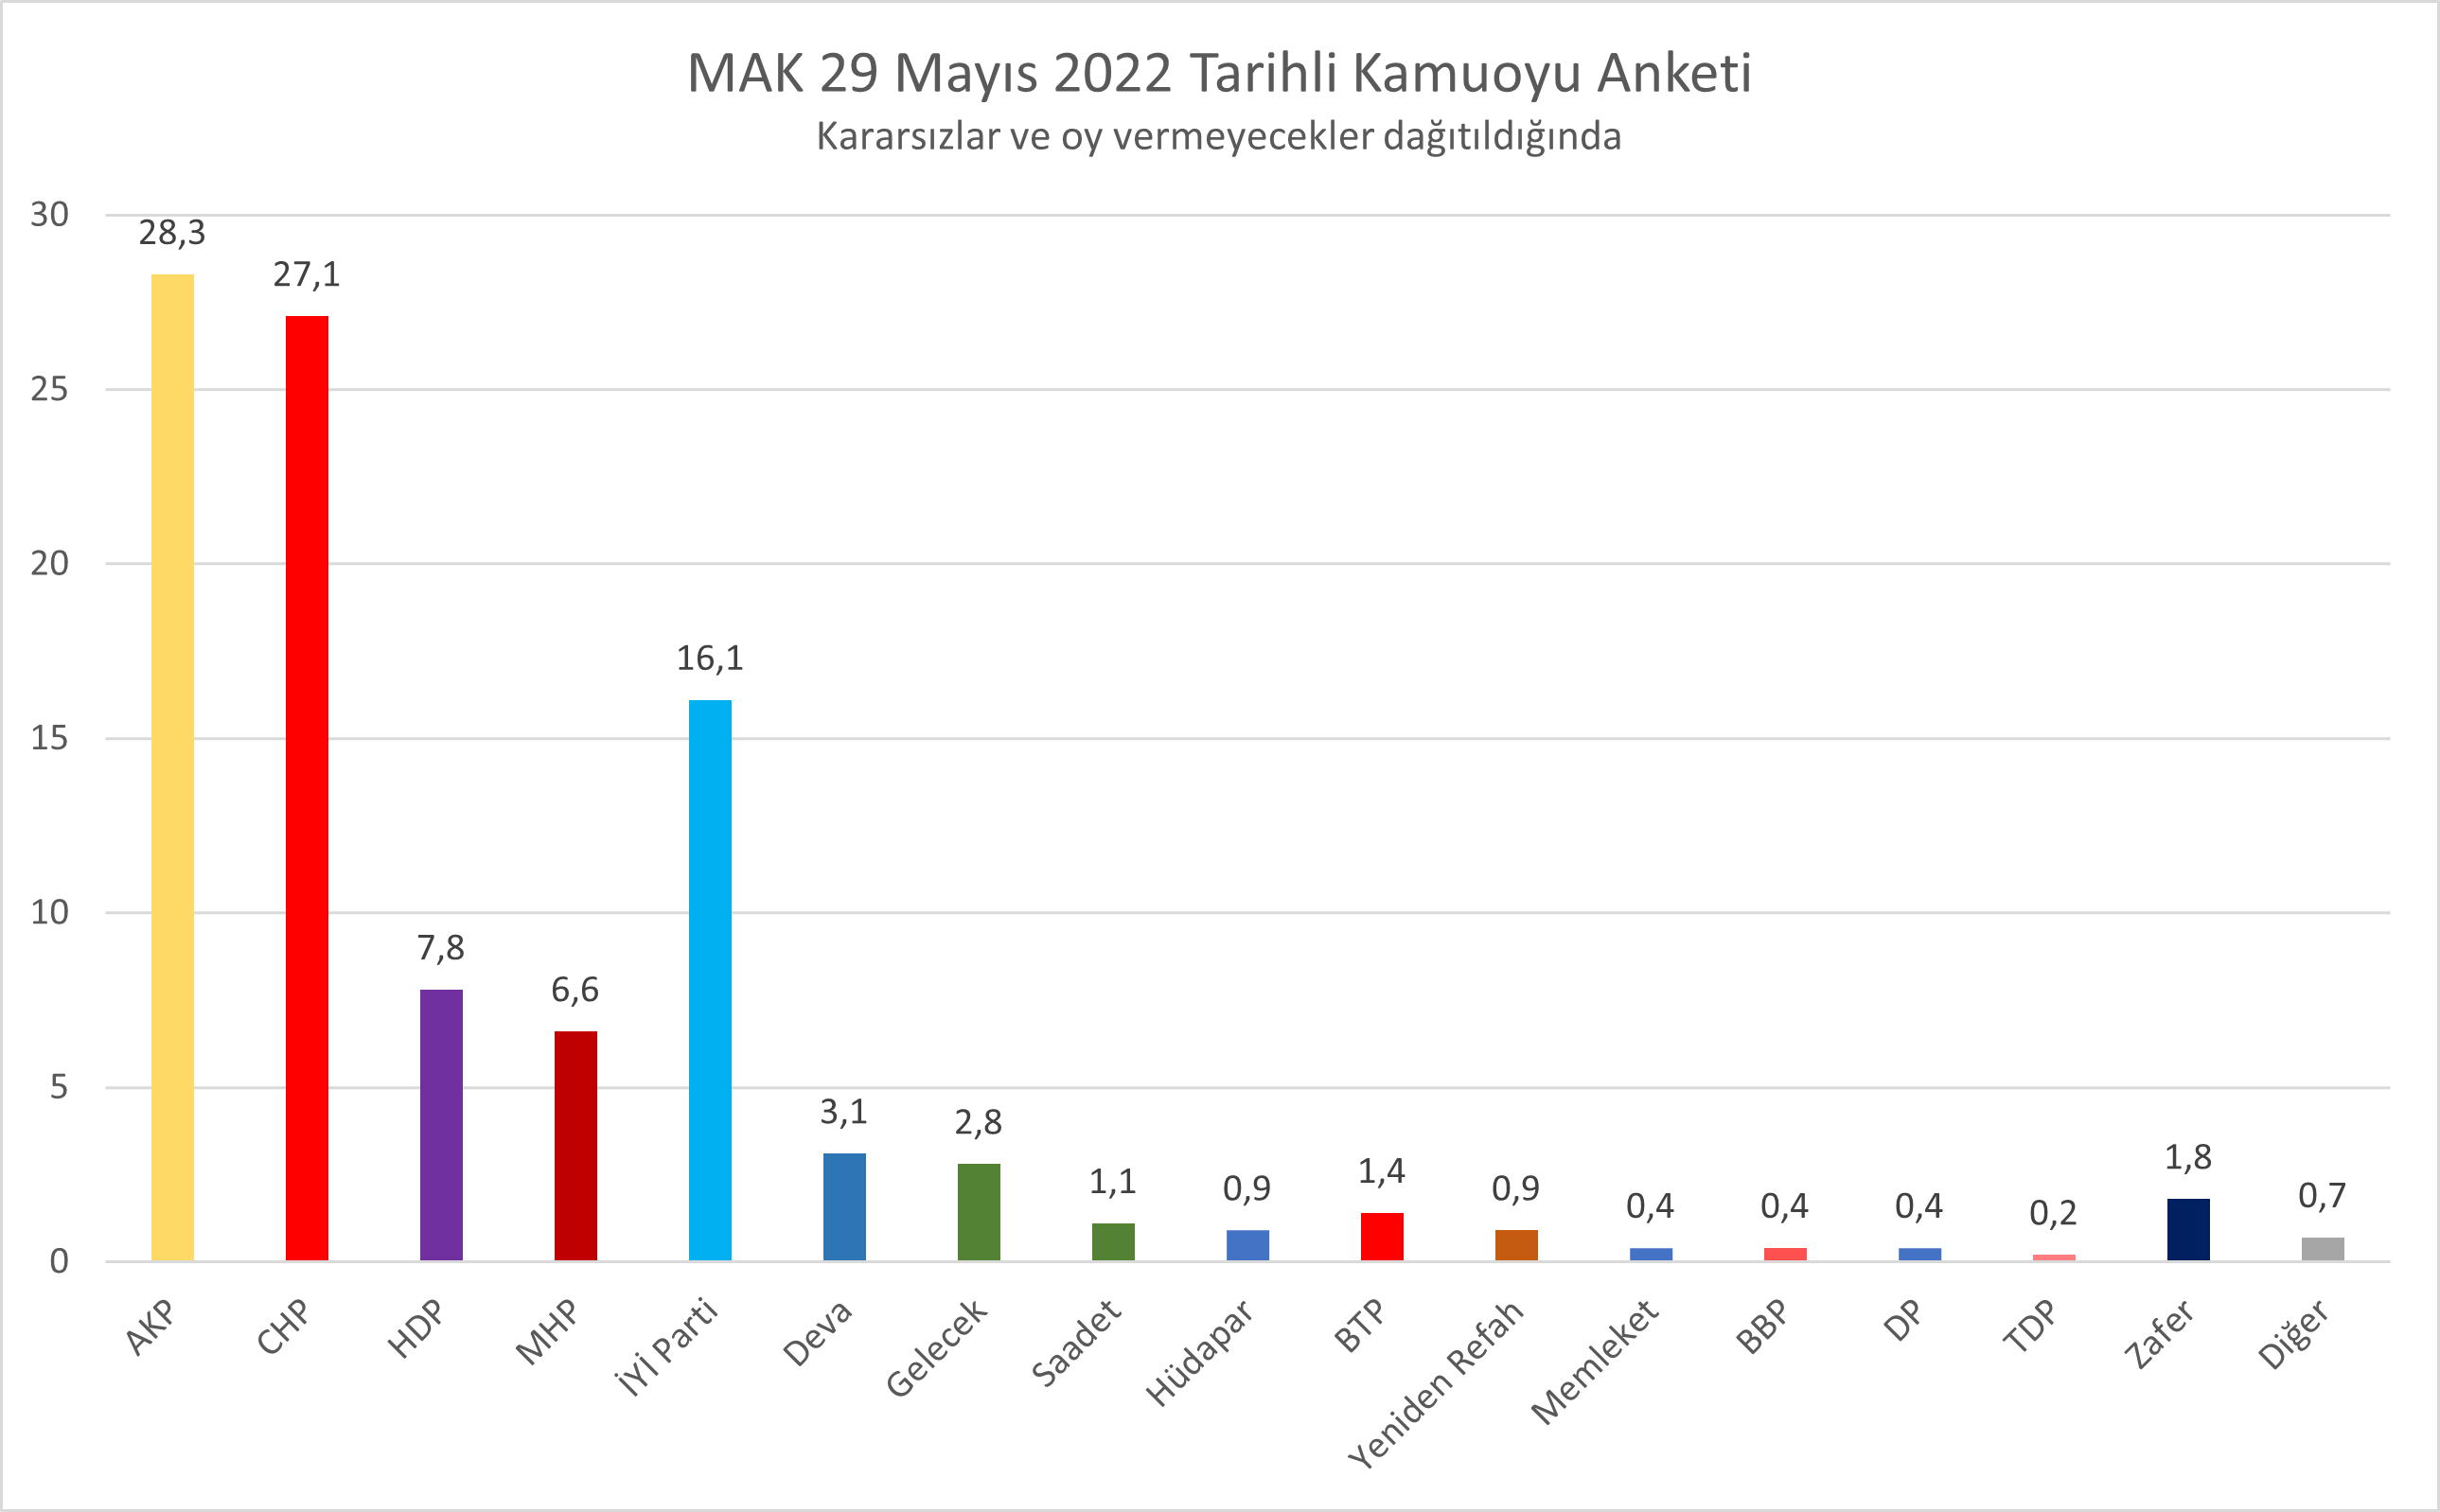 MAK 29 Mayıs 2022 Tarihli Kamuoyu Anketi
Kararsızlar ve oy vermeyecekler dağıtıldığında
30
25
20
15
10
5
0
28,3
27,1
7,8
6,6
16,1
3,1
2,8
1,1
0,9
1,4
0,9
0,4
0,4
0,4
0,2
1,8
0,7
AKP
CHP
HDP
MHP
İYİ Parti
Deva
Gelecek
Saadet
Hüdapar
BTP
Yeniden Refah
Memleket
BBP
DP
TDP
Zafer
Diğer